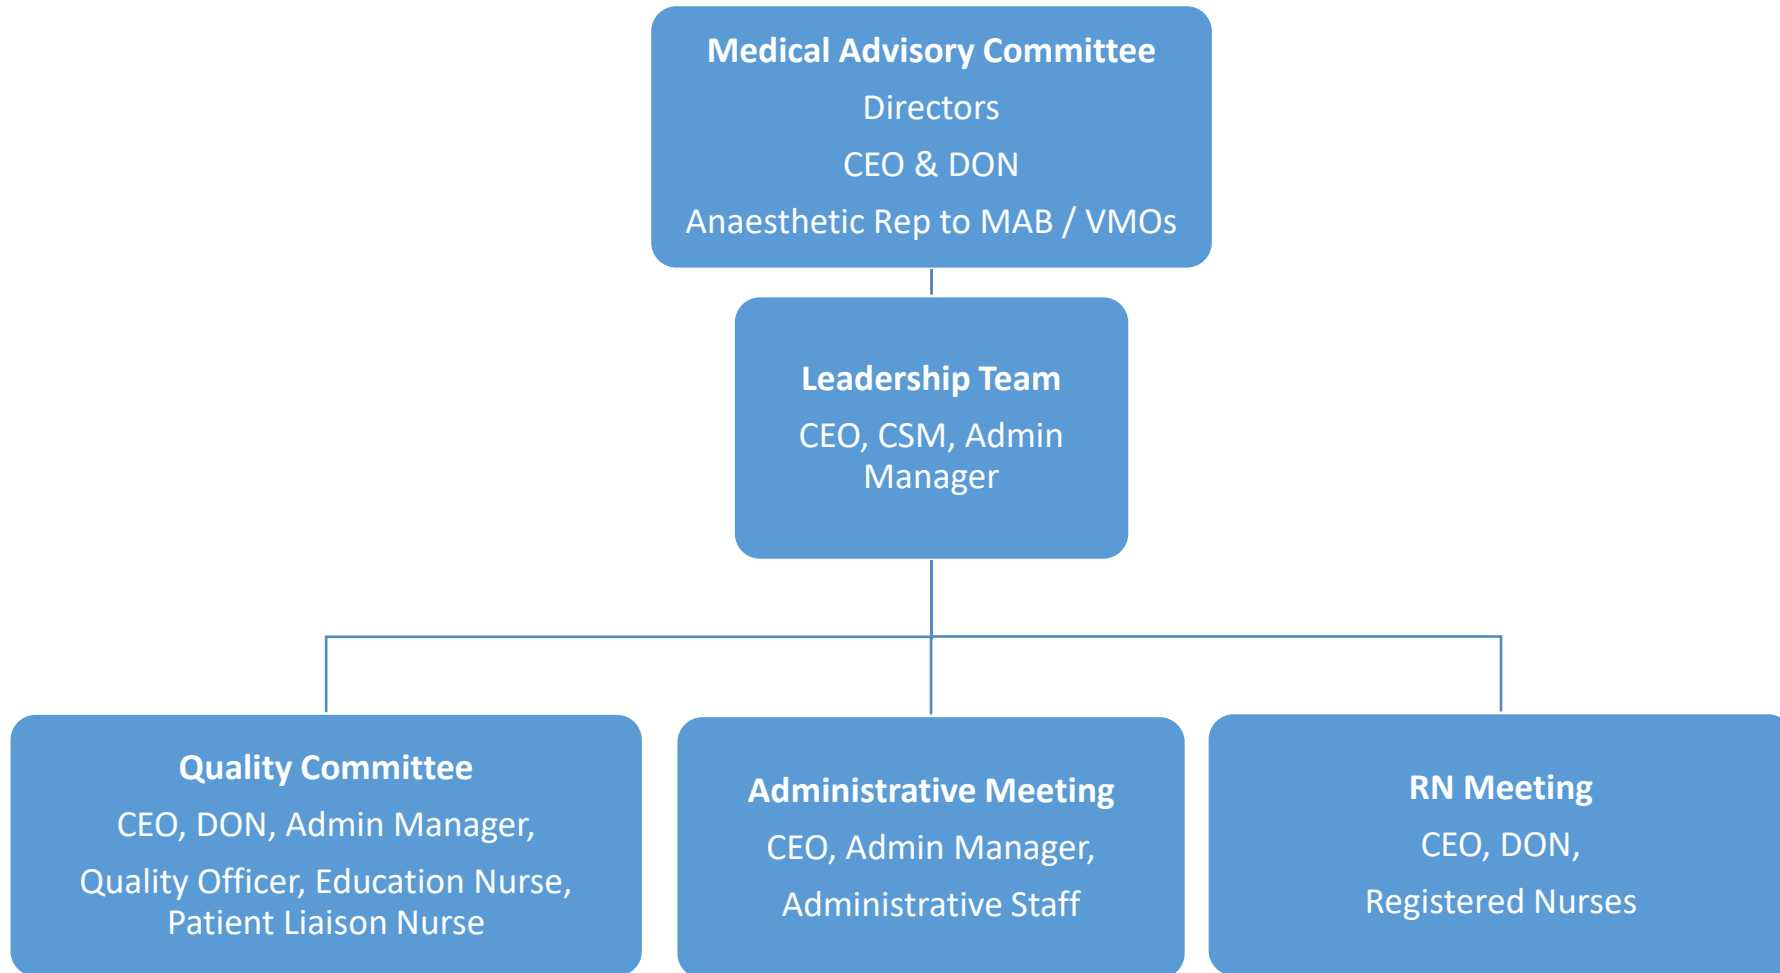 Medical Advisory Committee
Directors
CEO & DON
Anaesthetic Rep to MAB / VMOs
Leadership Team
CEO, CSM, Admin
Manager
Quality Committee
CEO, DON, Admin Manager,
Quality Officer, Education Nurse,
Patient Liaison Nurse
Administrative Meeting
CEO, Admin Manager,
Administrative Staff
RN Meeting
CEO, DON,
Registered Nurses